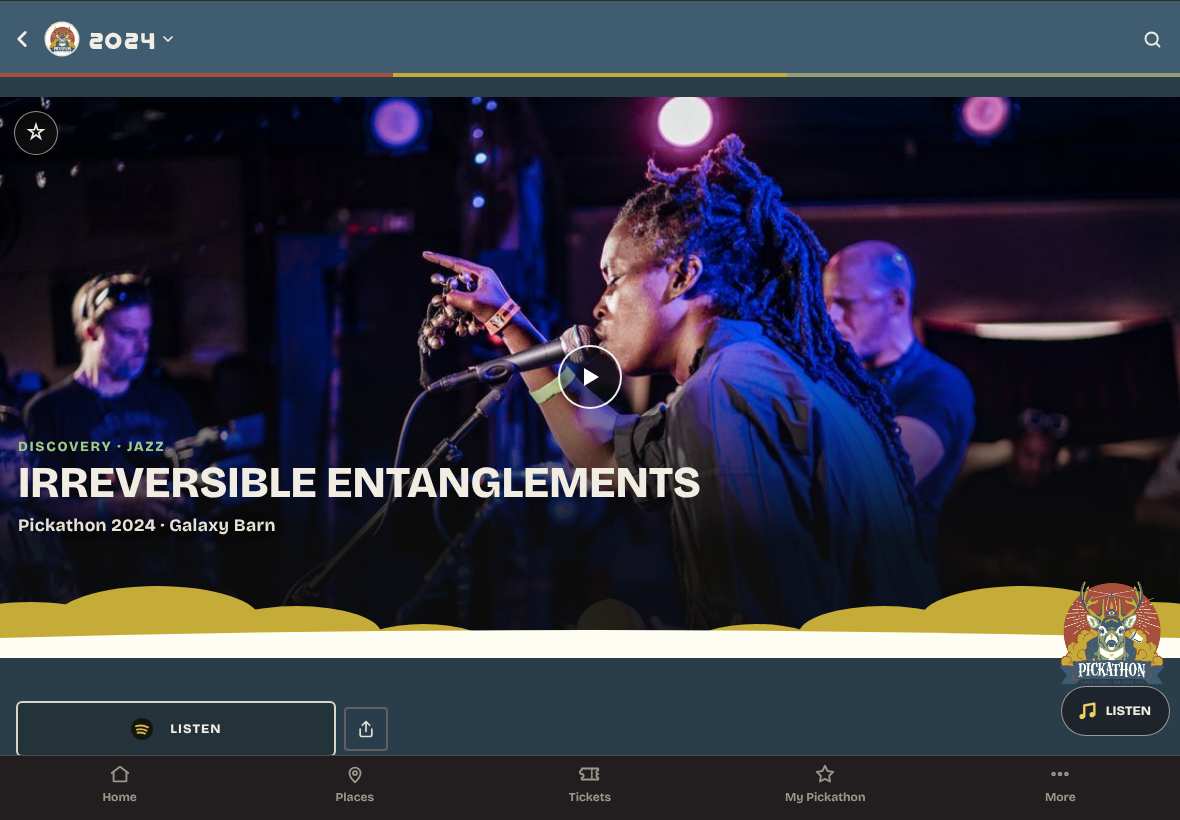 2024
DISCOVERY · JAZZ
IRREVERSIBLE ENTANGLEMENTS
Pickathon 2024 · Galaxy Barn
PICKATHON
LISTEN
LISTEN
Home
Places
Tickets
My Pickathon
More